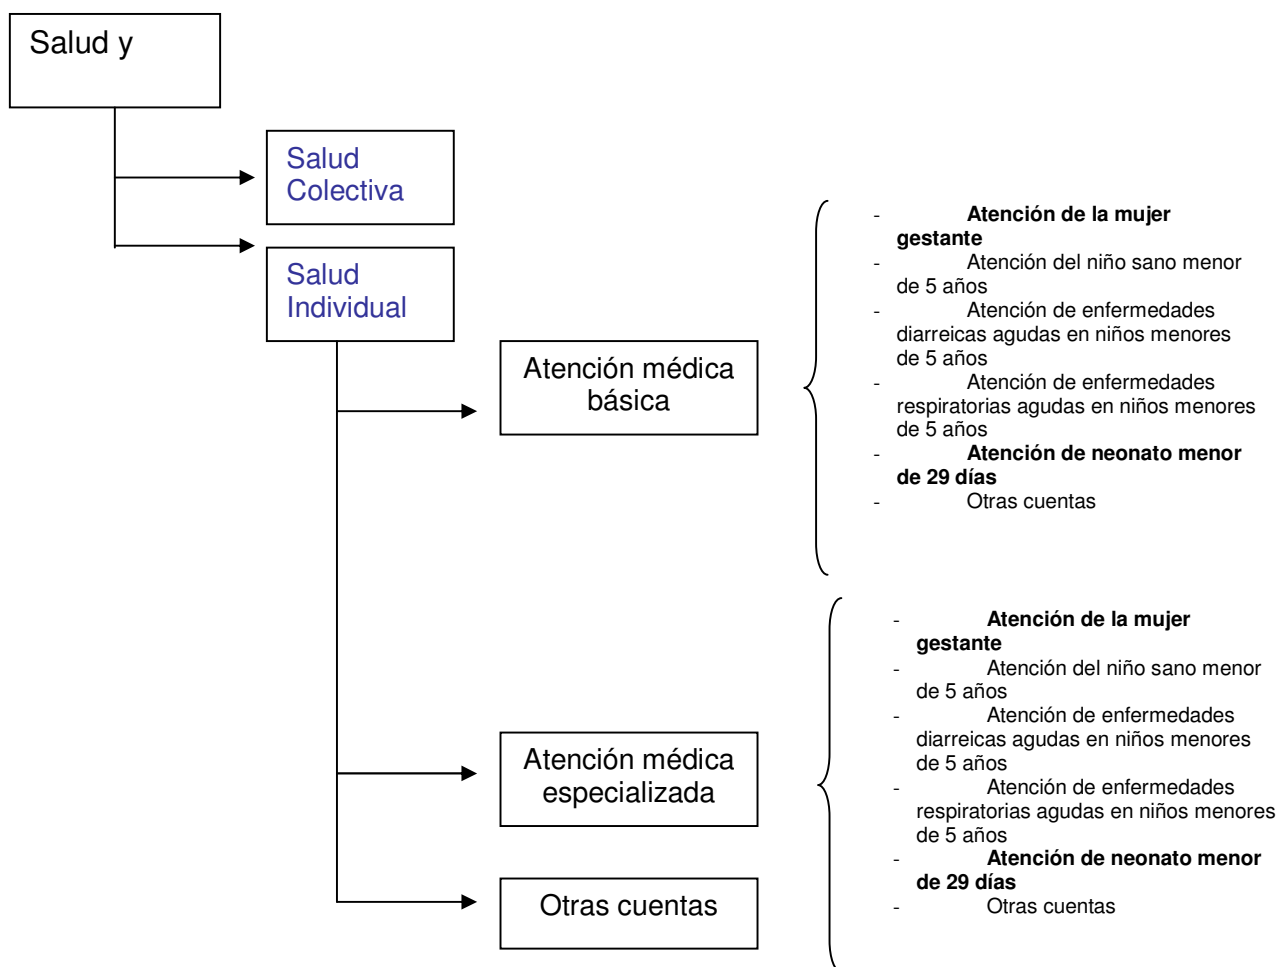 Salud y
Salud
Colectiva
Salud
Individual
Atención médica
básica
- Atención de la mujer
gestante
- Atención del niño sano menor
de 5 años
- Atención de enfermedades
diarreicas agudas en niños menores
de 5 años
- Atención de enfermedades
respiratorias agudas en niños menores
de 5 años
- Atención de neonato menor
de 29 días
- Otras cuentas
Atención médica
especializada
- Atención de la mujer
gestante
- Atención del niño sano menor
de 5 años
- Atención de enfermedades
diarreicas agudas en niños menores
de 5 años
- Atención de enfermedades
respiratorias agudas en niños menores
de 5 años
- Atención de neonato menor
de 29 días
- Otras cuentas
Otras cuentas